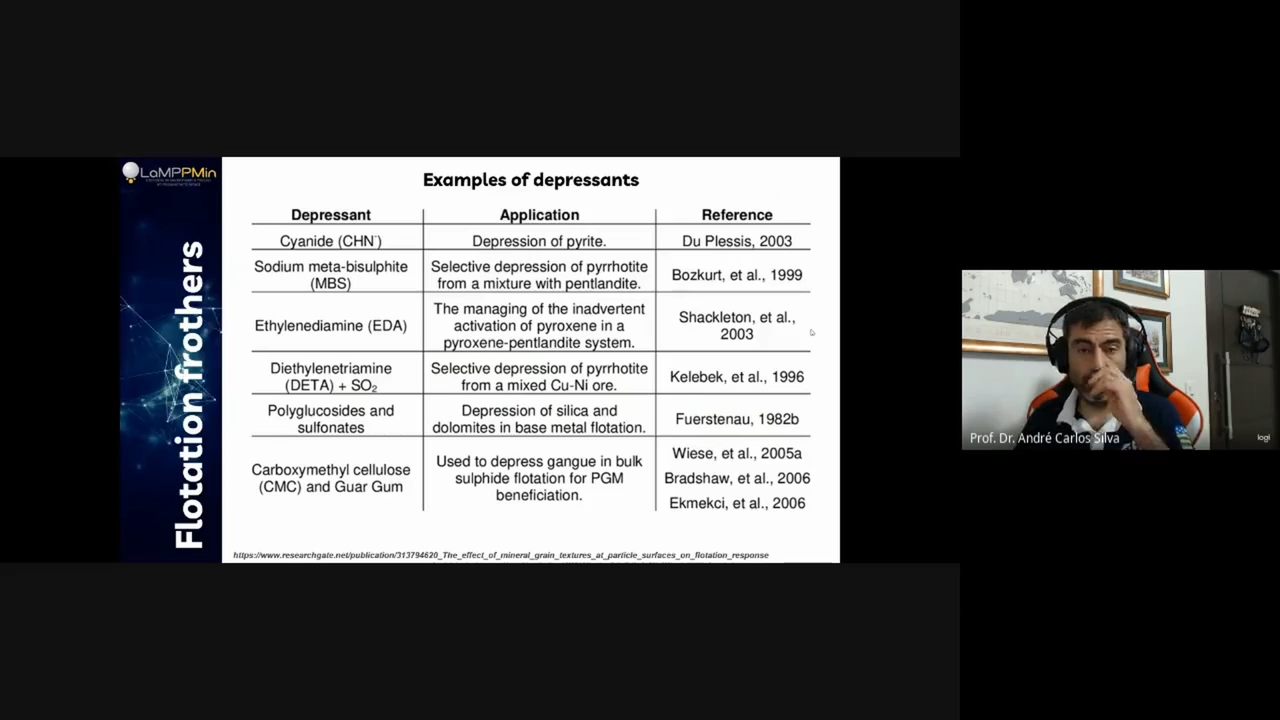 LaMPPMin
Flotation frothers
Examples of depressants
Depressant Application Reference
Cyanide (CHN⁻) Depression of pyrite. Du Plessis, 2003
Sodium meta-bisulphite
(MBS)
Selective depression of pyrrhotite
from a mixture with pentlandite.
Bozkurt, et al., 1999
Ethylenediamine (EDA)
The managing of the inadvertent
activation of pyroxene in a
pyroxene-pentlandite system.
Shackleton, et al.,
2003
Diethylenetriamine
(DETA) + SO₂
Selective depression of pyrrhotite
from a mixed Cu-Ni ore.
Kelebek, et al., 1996
Polyglucosides and
sulfonates
Depression of silica and
dolomites in base metal flotation.
Fuerstenau, 1982b
Carboxymethyl cellulose
(CMC) and Guar Gum
Used to depress gangue in bulk
sulphide flotation for PGM
beneficiation.
Wiese, et al., 2005a
Bradshaw, et al., 2006
Ekmekci, et al., 2006
https://www.researchgate.net/publication/313794620_The_effect_of_mineral_grain_textures_at_particle_surfaces_on_flotation_response
Prof. Dr. André Carlos Silva
logi